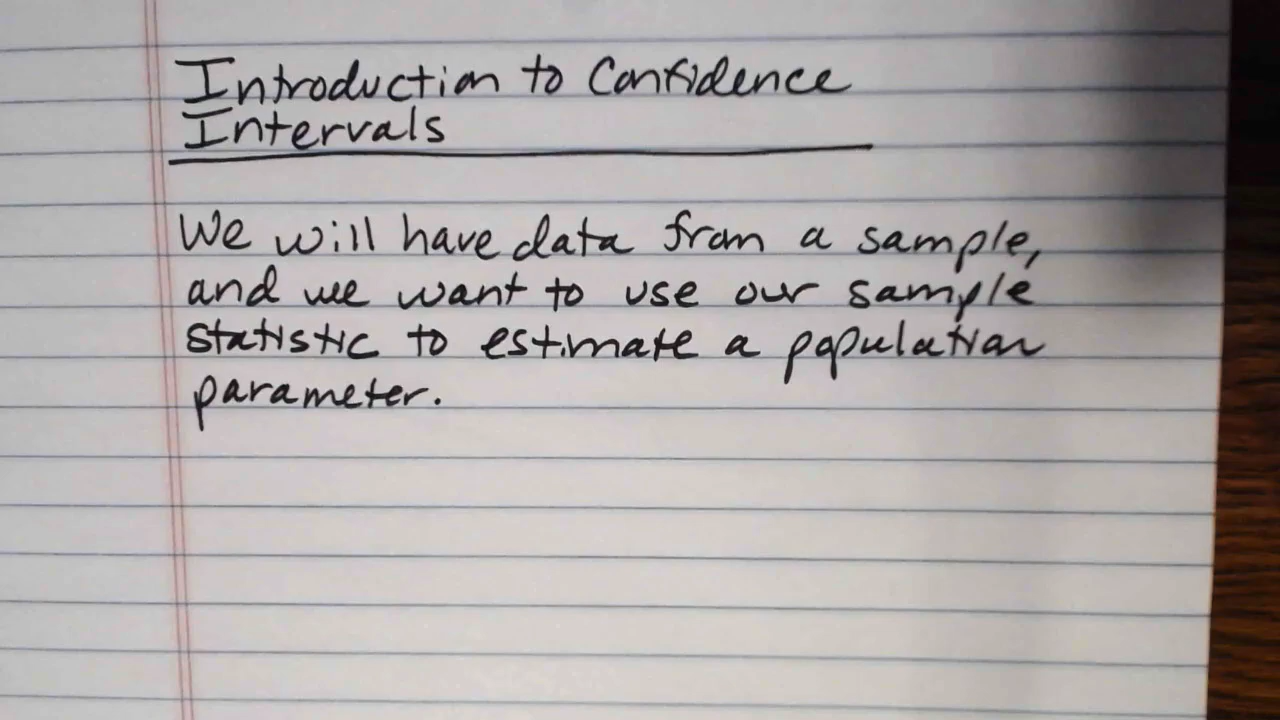 Introduction to Confidence
Intervals
We will have data from a sample,
and we want to use our sample
statistic to estimate a population
parameter.